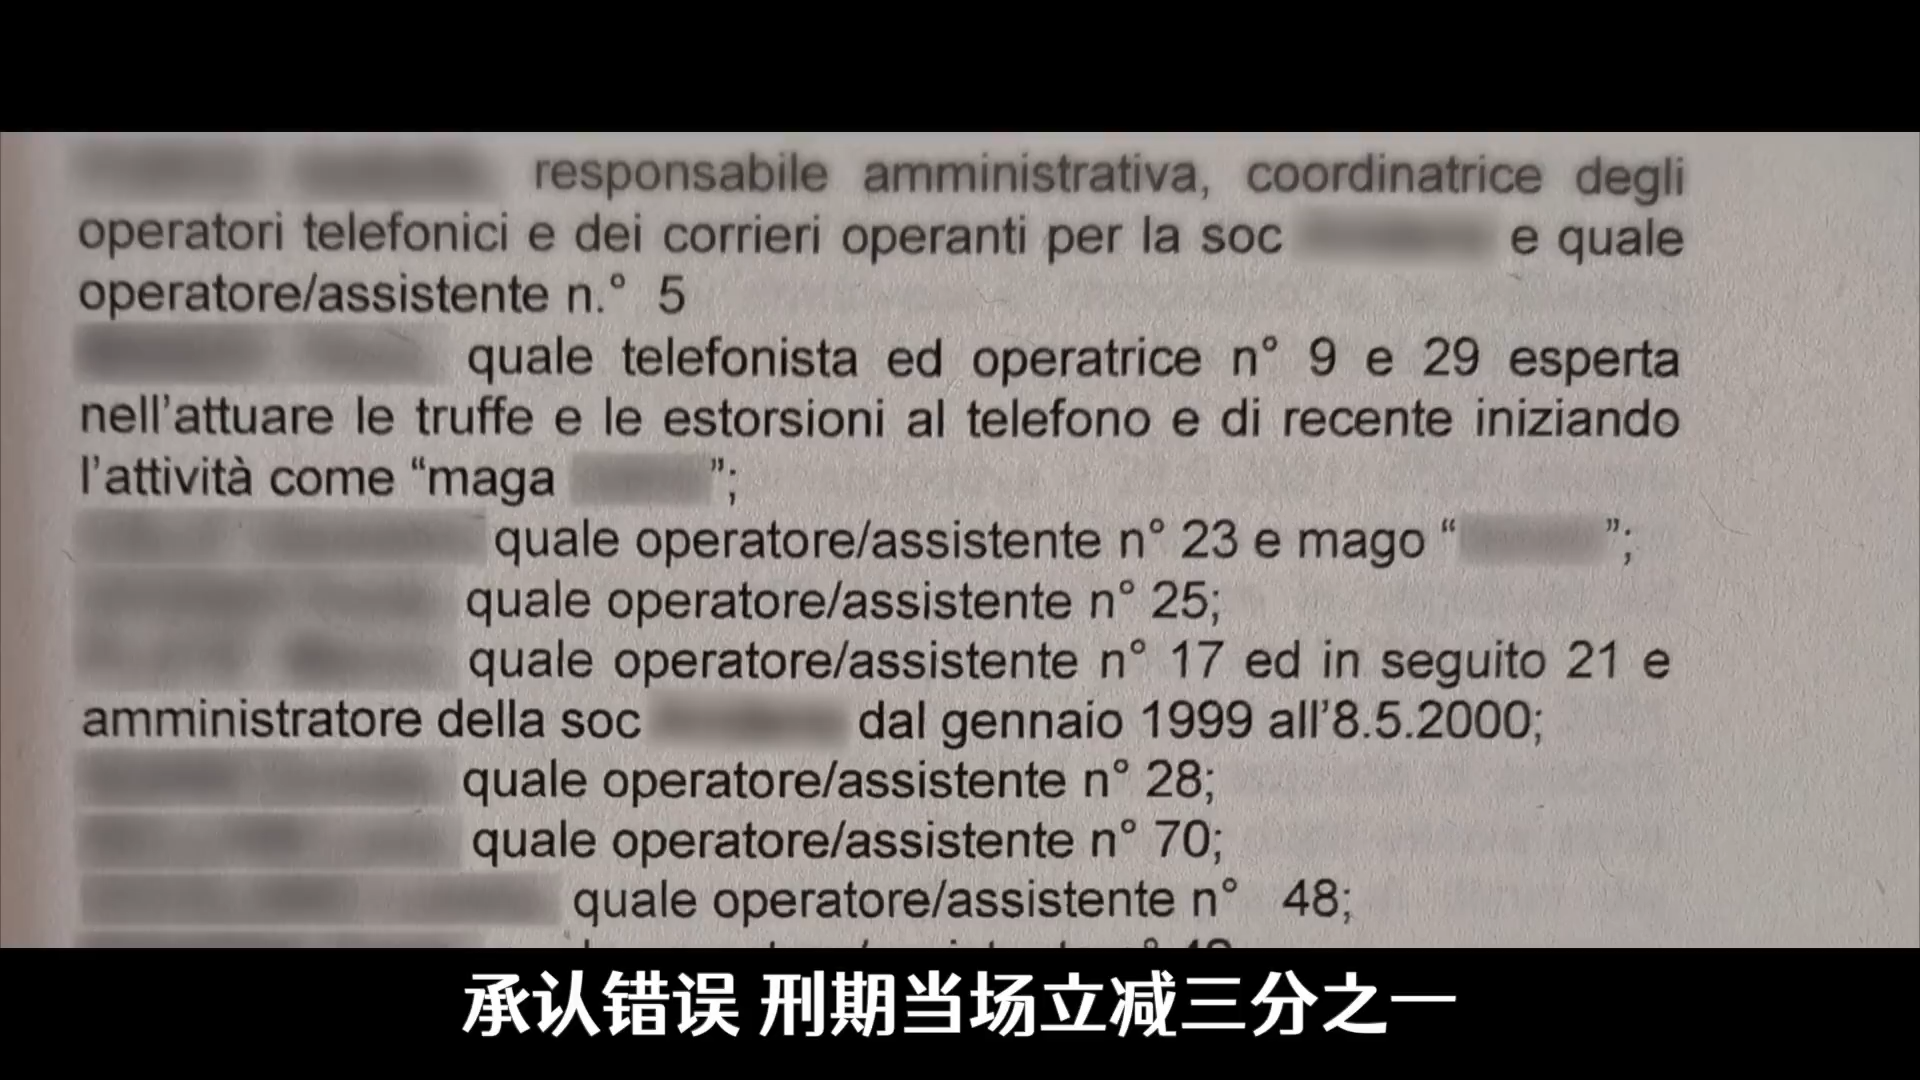 responsabile amministrativa, coordinatrice degli
operatori telefonici e dei corrieri operanti per la soc e quale
operatore/assistente n.° 5
quale telefonista ed operatrice n° 9 e 29 esperta
nell'attuare le truffe e le estorsioni al telefono e di recente iniziando
l'attività come “maga ”;
quale operatore/assistente n° 23 e mago “ ”;
quale operatore/assistente n° 25;
quale operatore/assistente n° 17 ed in seguito 21 e
amministratore della soc dal gennaio 1999 all'8.5.2000;
quale operatore/assistente n° 28;
quale operatore/assistente n° 70;
quale operatore/assistente n° 48;
承认错误 刑期当场立减三分之一